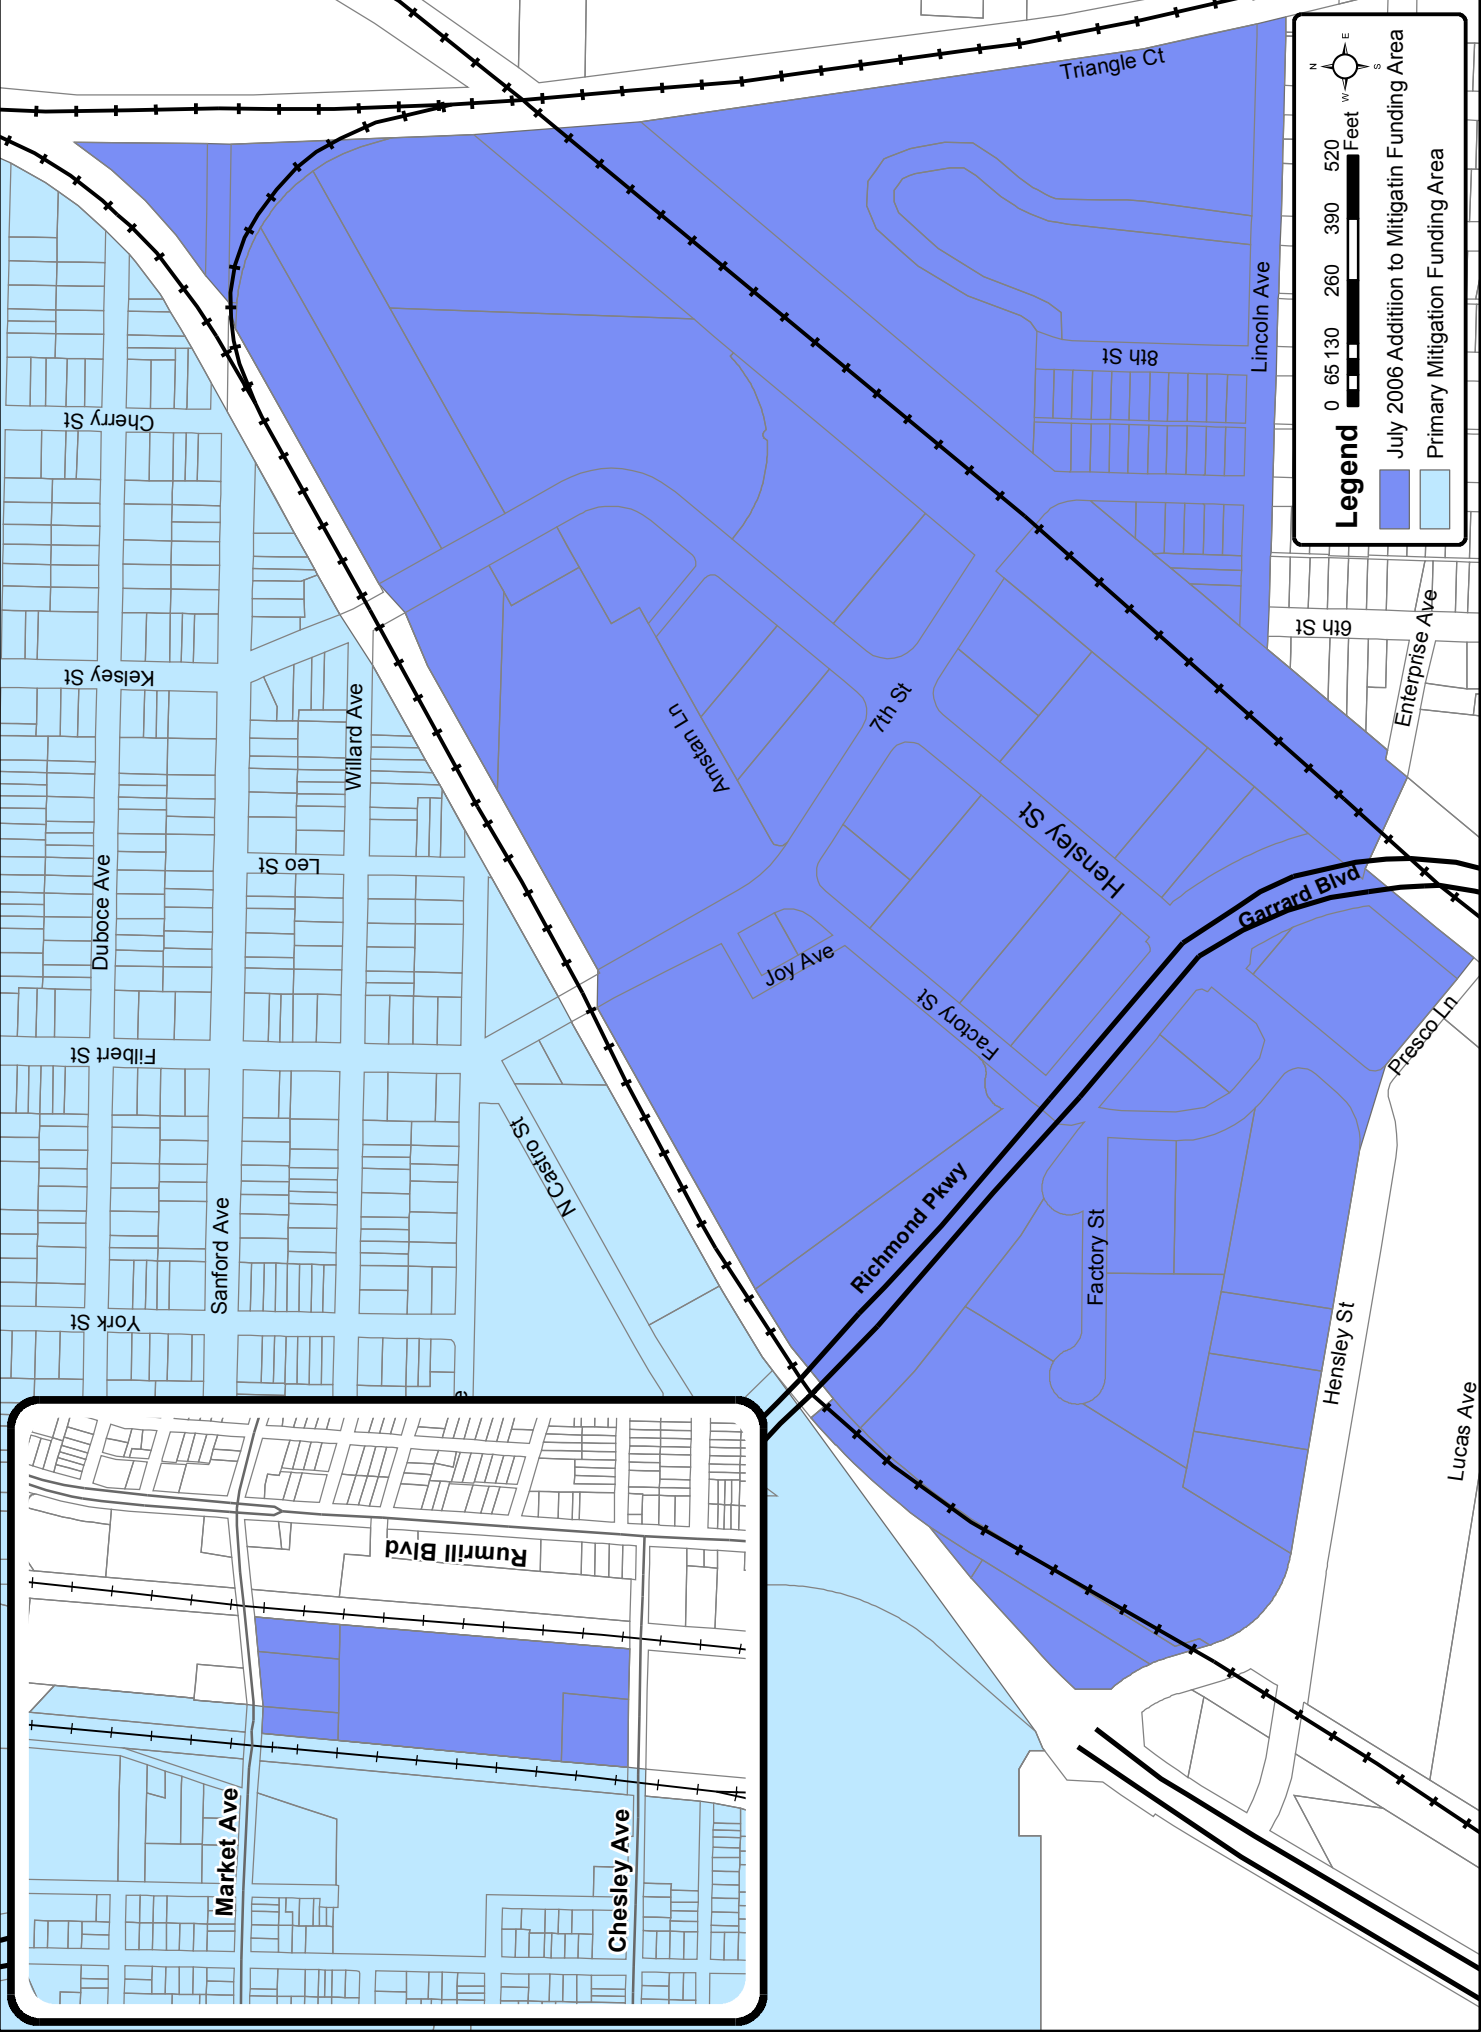 Triangle Ct
Cherry St
Lincoln Ave
8th St
Kelsey St
Willard Ave
6th St
Enterprise Ave
Amstan Ln
7th St
Hensley St
Duboce Ave
Leo St
Garrard Blvd
Joy Ave
Factory St
Filbert St
Presco Ln
N Castro St
Sanford Ave
Richmond Pkwy
Factory St
York St
Hensley St
Lucas Ave
e
Rumrill Blvd
Market Ave
Chesley Ave
Legend
0 65 130 260 390 520
Feet
N
E
S
W
July 2006 Addition to Mitigatin Funding Area
Primary Mitigation Funding Area